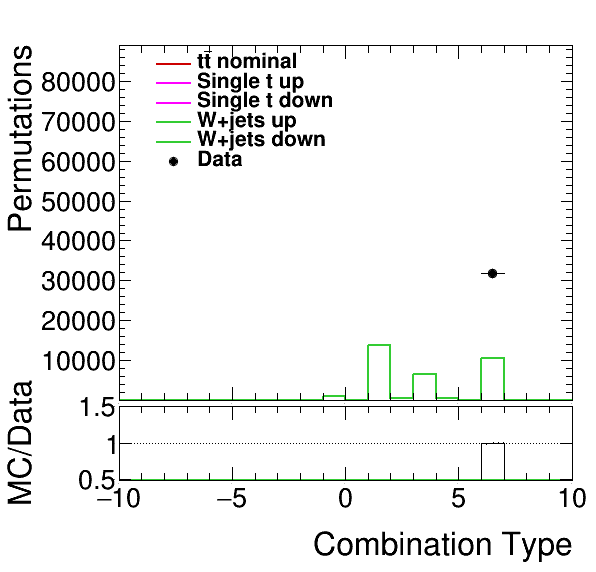 tt̄ nominal
Single t up
Single t down
W+jets up
W+jets down
Data
Permutations
80000
70000
60000
50000
40000
30000
20000
10000
MC/Data
1.5
1
0.5
−10
−5
0
5
10
Combination Type